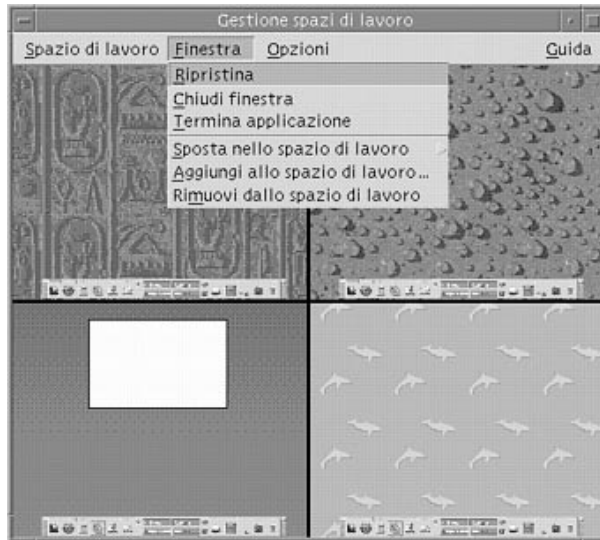 Gestione spazi di lavoro
Spazio di lavoro Finestra Opzioni Guida
Ripristina
Chiudi finestra
Termina applicazione
Sposta nello spazio di lavoro
Aggiungi allo spazio di lavoro...
Rimuovi dallo spazio di lavoro